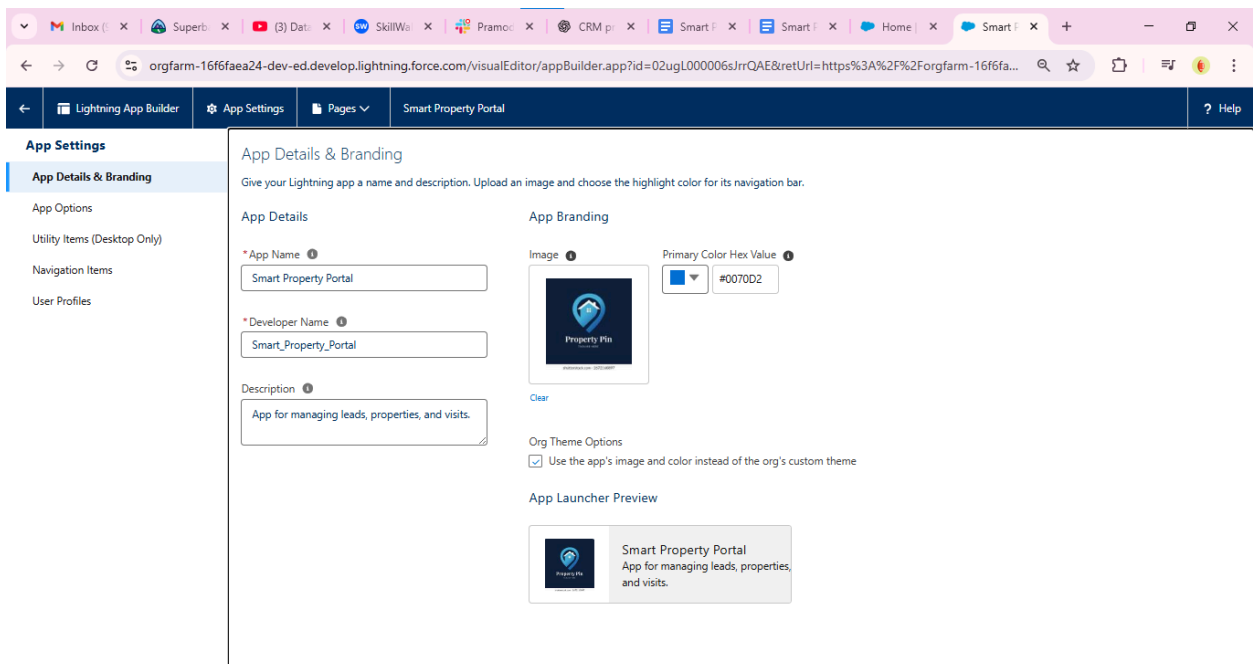 Inbox (
Superb
(3) Data
SkillWa
Pramoc
CRM pr
Smart P
Smart P
Home |
Smart P
orgfarm-16f6faea24-dev-ed.develop.lightning.force.com/visualEditor/appBuilder.app?id=02ugL000006sJrrQAE&retUrl=https%3A%2F%2Forgfarm-16f6fa...
Lightning App Builder
App Settings
Pages
Smart Property Portal
? Help
App Settings
App Details & Branding
App Options
Utility Items (Desktop Only)
Navigation Items
User Profiles
App Details & Branding
Give your Lightning app a name and description. Upload an image and choose the highlight color for its navigation bar.
App Details
*App Name
Smart Property Portal
*Developer Name
Smart_Property_Portal
Description
App for managing leads, properties, and visits.
App Branding
Image
Property Pin
Clear
Primary Color Hex Value
#0070D2
Org Theme Options
Use the app's image and color instead of the org's custom theme
App Launcher Preview
Property Pin
Smart Property Portal
App for managing leads, properties,
and visits.